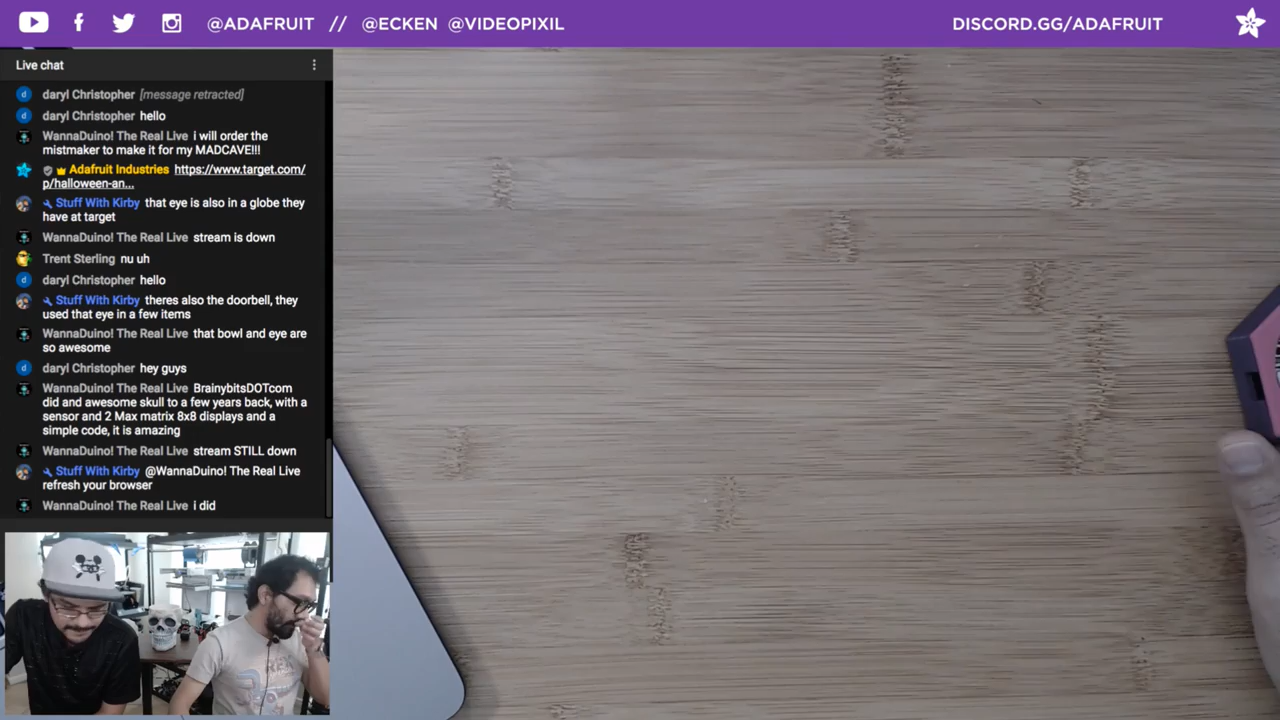 @ADAFRUIT // @ECKEN @VIDEOPIXIL
DISCORD.GG/ADAFRUIT
Live chat
daryl Christopher [message retracted]
daryl Christopher hello
WannaDuino! The Real Live i will order the
mistmaker to make it for my MADCAVE!!!
Adafruit Industries https://www.target.com/
p/halloween-an...
Stuff With Kirby that eye is also in a globe they
have at target
WannaDuino! The Real Live stream is down
Trent Sterling nu uh
daryl Christopher hello
Stuff With Kirby theres also the doorbell, they
used that eye in a few items
WannaDuino! The Real Live that bowl and eye are
so awesome
daryl Christopher hey guys
WannaDuino! The Real Live BrainybitsDOTcom
did and awesome skull to a few years back, with a
sensor and 2 Max matrix 8x8 displays and a
simple code, it is amazing
WannaDuino! The Real Live stream STILL down
Stuff With Kirby @WannaDuino! The Real Live
refresh your browser
WannaDuino! The Real Live i did